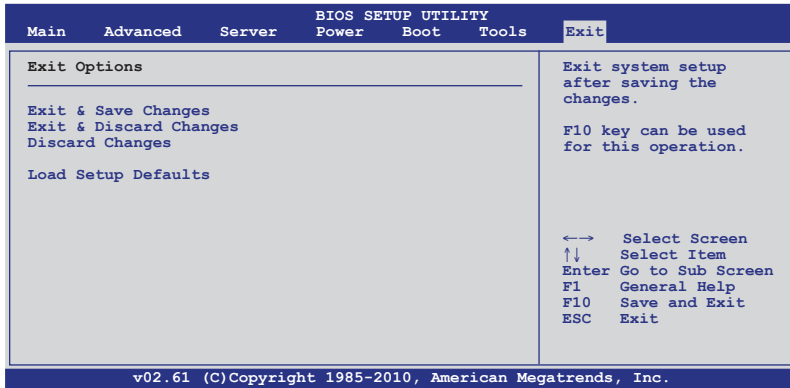 BIOS SETUP UTILITY
Main Advanced Server Power Boot Tools Exit
Exit Options
Exit & Save Changes
Exit & Discard Changes
Discard Changes
Load Setup Defaults
Exit system setup
after saving the
changes.
F10 key can be used
for this operation.
←→ Select Screen
↑↓ Select Item
Enter Go to Sub Screen
F1 General Help
F10 Save and Exit
ESC Exit
v02.61 (C)Copyright 1985-2010, American Megatrends, Inc.